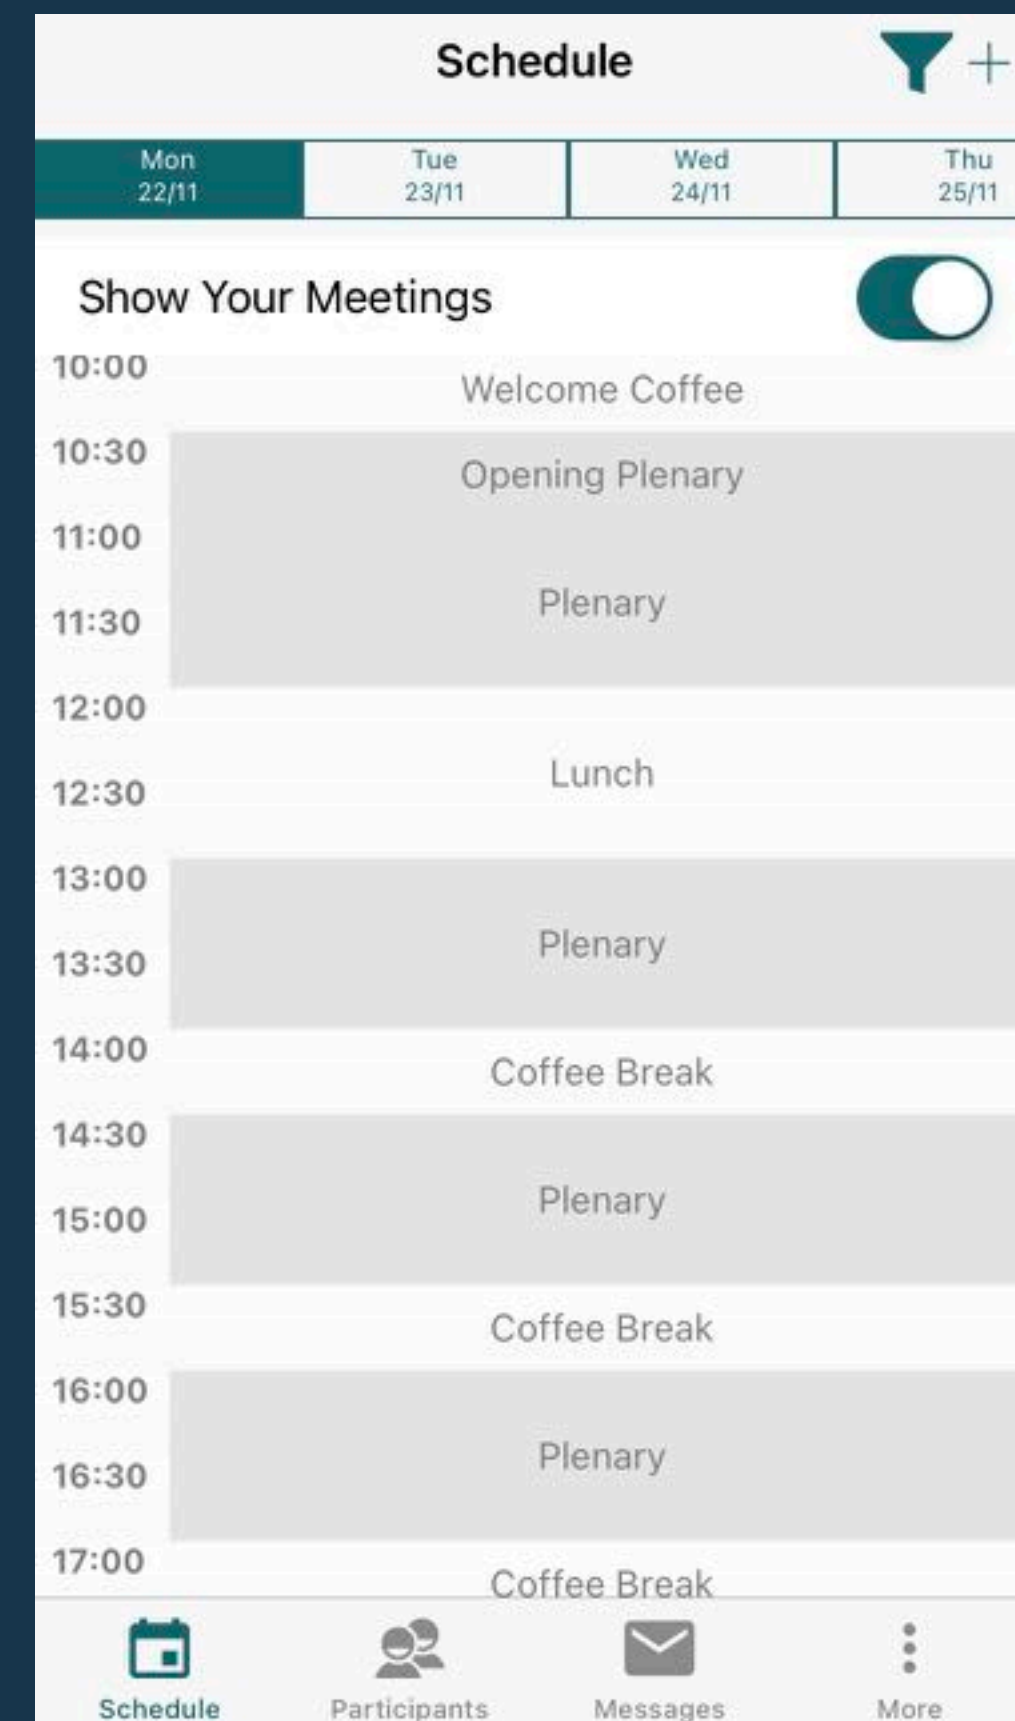 Schedule
Mon Tue Wed Thu
22/11 23/11 24/11 25/11
Show Your Meetings
10:00
Welcome Coffee
10:30
Opening Plenary
11:00
Plenary
11:30
12:00
Lunch
12:30
13:00
Plenary
13:30
14:00
Coffee Break
14:30
Plenary
15:00
15:30
Coffee Break
16:00
Plenary
16:30
17:00
Coffee Break
Schedule Participants Messages More